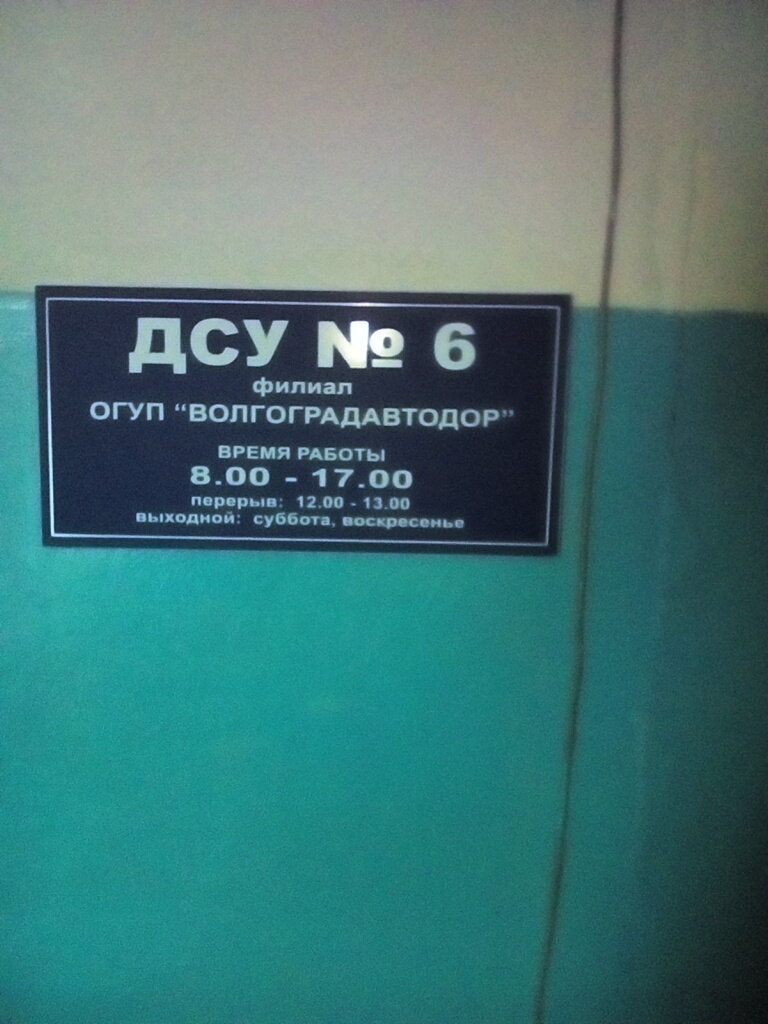 ДСУ № 6
филиал
ОГУП “ВОЛГОГРАДАВТОДОР”
ВРЕМЯ РАБОТЫ
8.00 - 17.00
перерыв: 12.00 - 13.00
выходной: суббота, воскресенье